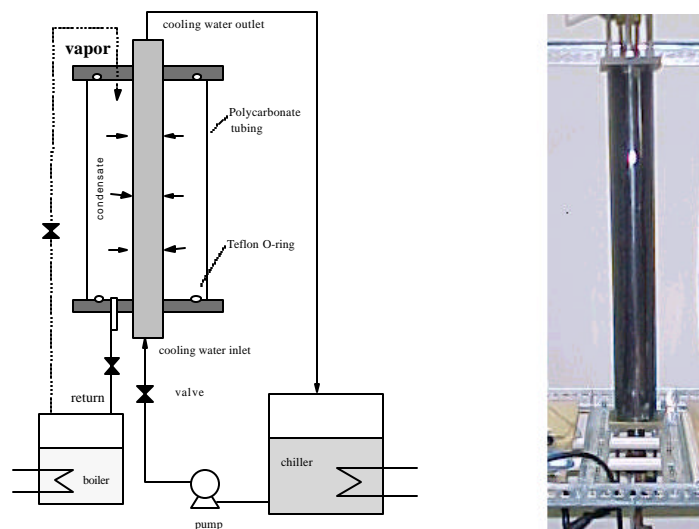 cooling water outlet
vapor
Polycarbonate
tubing
condensate
Teflon O-ring
cooling water inlet
return
valve
boiler
chiller
pump